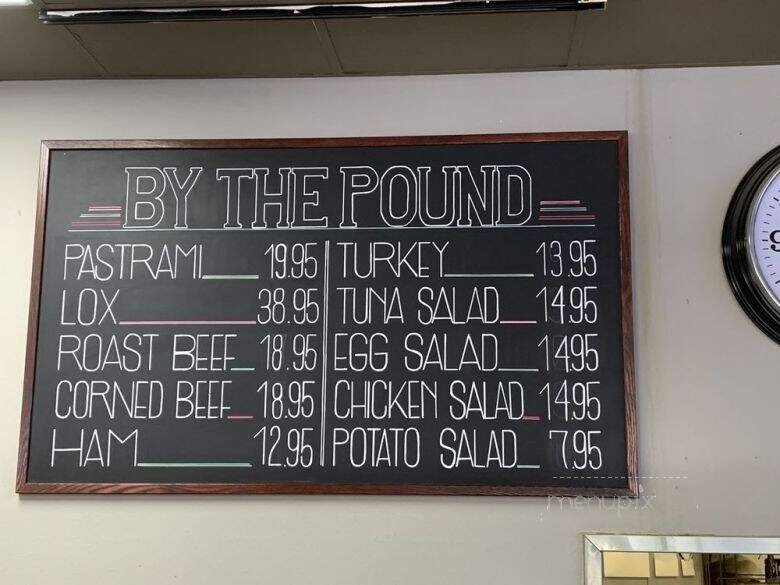 BY THE POUND
PASTRAMI 19.95
LOX 38.95
ROAST BEEF 18.95
CORNED BEEF 18.95
HAM 12.95
TURKEY 13.95
TUNA SALAD 14.95
EGG SALAD 14.95
CHICKEN SALAD 14.95
POTATO SALAD 7.95
9
menupix